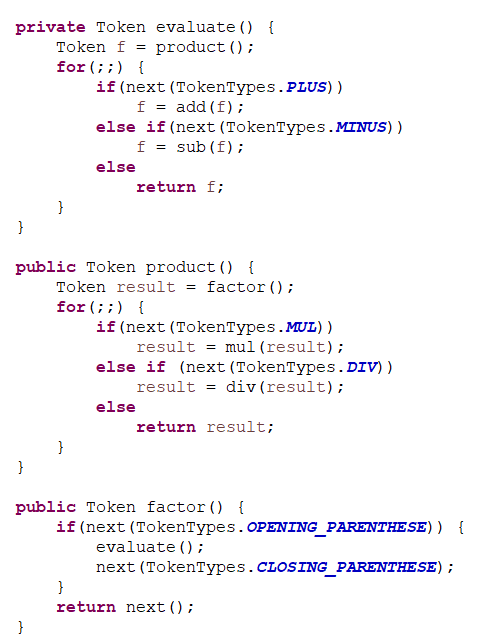 private Token evaluate() {
    Token f = product();
    for(;;) {
        if(next(TokenTypes.PLUS))
            f = add(f);
        else if(next(TokenTypes.MINUS))
            f = sub(f);
        else
            return f;
    }
}

public Token product() {
    Token result = factor();
    for(;;) {
        if(next(TokenTypes.MUL))
            result = mul(result);
        else if (next(TokenTypes.DIV))
            result = div(result);
        else
            return result;
    }
}

public Token factor() {
    if(next(TokenTypes.OPENING_PARENTHESE)) {
        evaluate();
        next(TokenTypes.CLOSING_PARENTHESE);
    }
    return next();
}